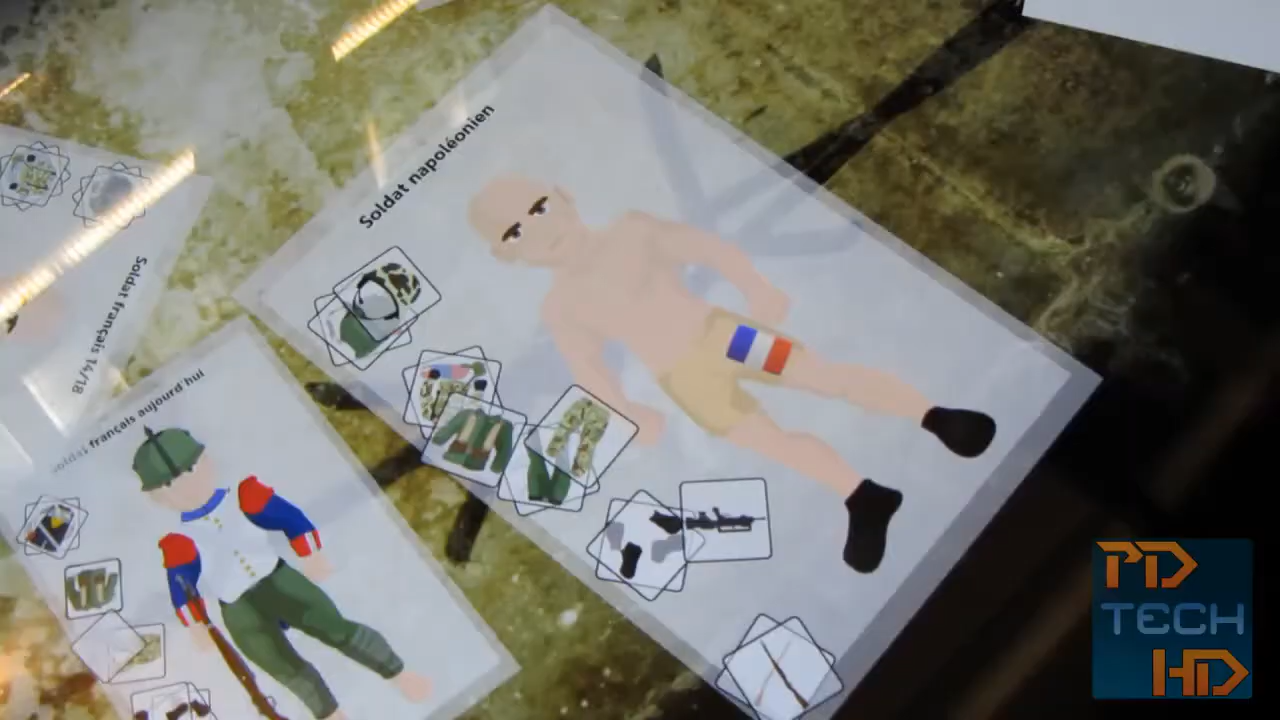 Soldat napoléonien
Soldat français 14/18
Soldat français aujourd'hui
PD
TECH
HD